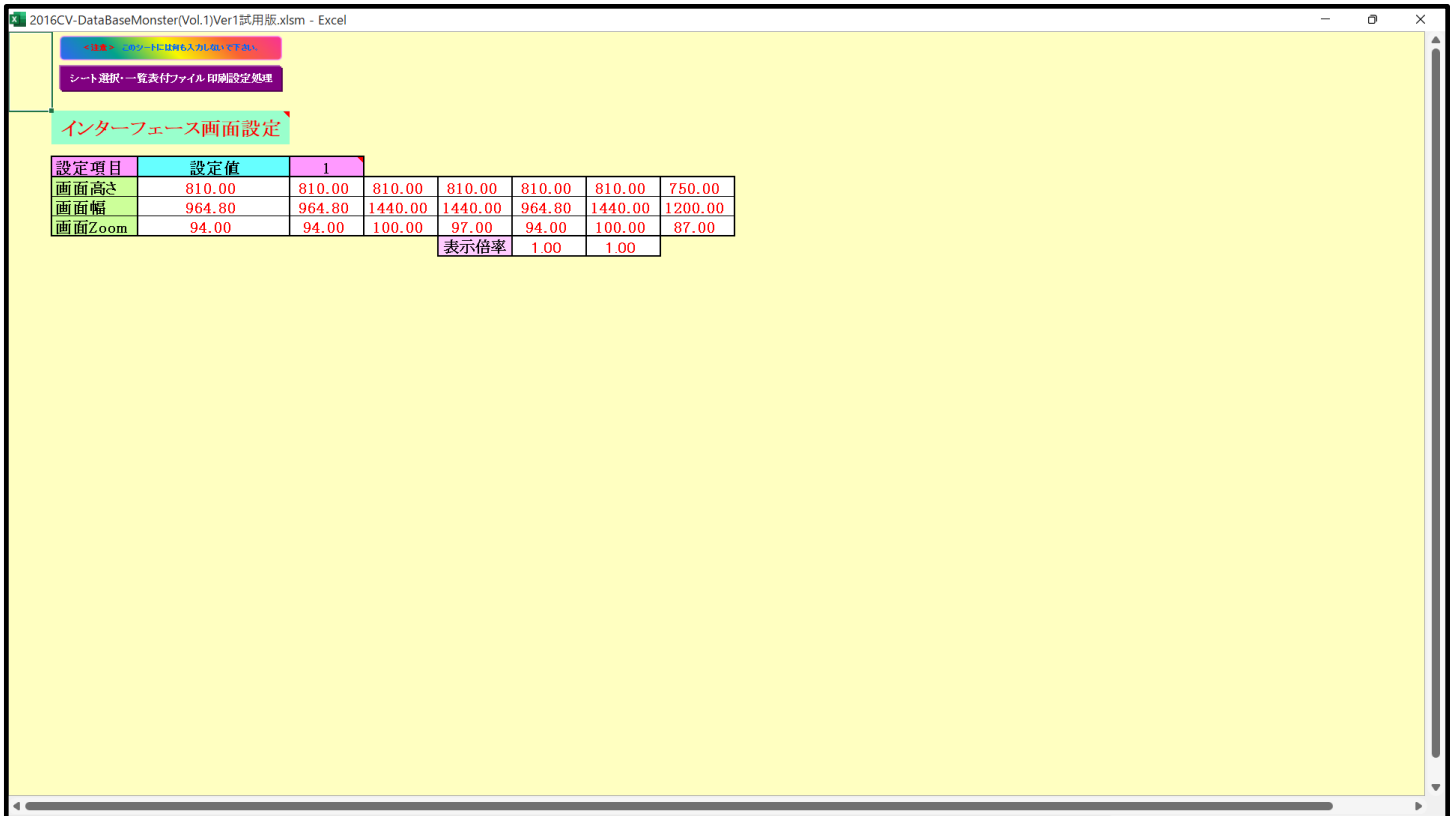 2016CV-DataBaseMonster(Vol.1)Ver1試用版.xlsm - Excel
<注意> このシートには何も入力しないで下さい。
シート選択・一覧表付ファイル 印刷設定処理
インターフェース画面設定
設定項目 設定値 1
画面高さ 810.00 810.00 810.00 810.00 810.00 810.00 750.00
画面幅 964.80 964.80 1440.00 1440.00 964.80 1440.00 1200.00
画面Zoom 94.00 94.00 100.00 97.00 94.00 100.00 87.00
表示倍率 1.00 1.00